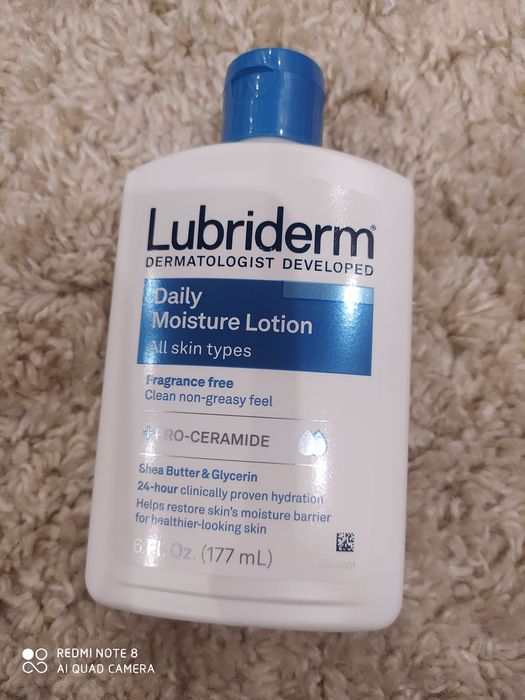 Lubriderm®
DERMATOLOGIST DEVELOPED
Daily
Moisture Lotion
All skin types
Fragrance free
Clean non-greasy feel
+PRO-CERAMIDE
Shea Butter & Glycerin
24-hour clinically proven hydration
Helps restore skin's moisture barrier
for healthier-looking skin
6 Fl. Oz. (177 mL)
REDMI NOTE 8
AI QUAD CAMERA